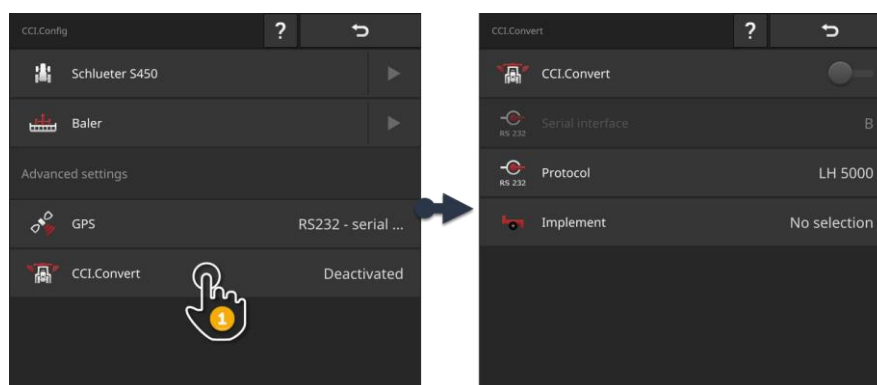 CCI.Config
?
Schlueter S450
Baler
Advanced settings
GPS RS232 - serial ...
CCI.Convert Deactivated
1
CCI.Convert
?
CCI.Convert
RS 232 Serial interface B
RS 232 Protocol LH 5000
Implement No selection